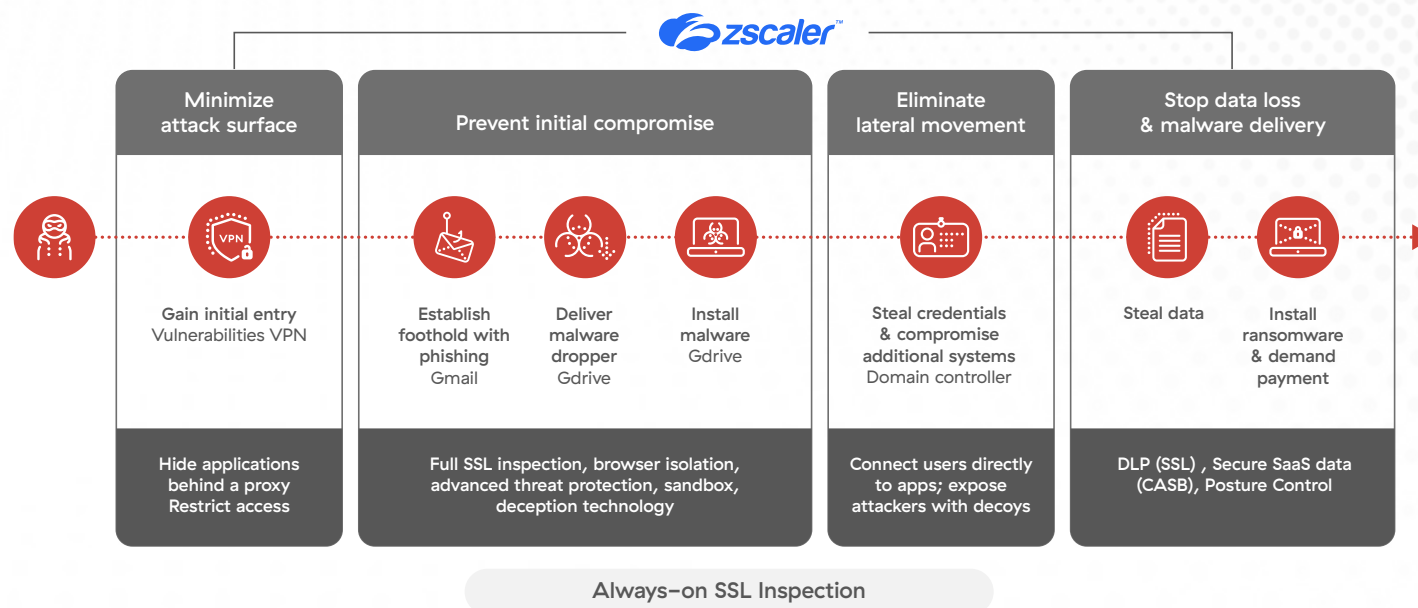 zscaler™
Minimize
attack surface
Prevent initial compromise
Eliminate
lateral movement
Stop data loss
& malware delivery
VPN
Gain initial entry
Vulnerabilities VPN
Establish
foothold with
phishing
Gmail
Deliver
malware
dropper
Gdrive
Install
malware
Gdrive
Steal credentials
& compromise
additional systems
Domain controller
Steal data
Install
ransomware
& demand
payment
Hide applications
behind a proxy
Restrict access
Full SSL inspection, browser isolation,
advanced threat protection, sandbox,
deception technology
Connect users directly
to apps; expose
attackers with decoys
DLP (SSL) , Secure SaaS data
(CASB), Posture Control
Always-on SSL Inspection